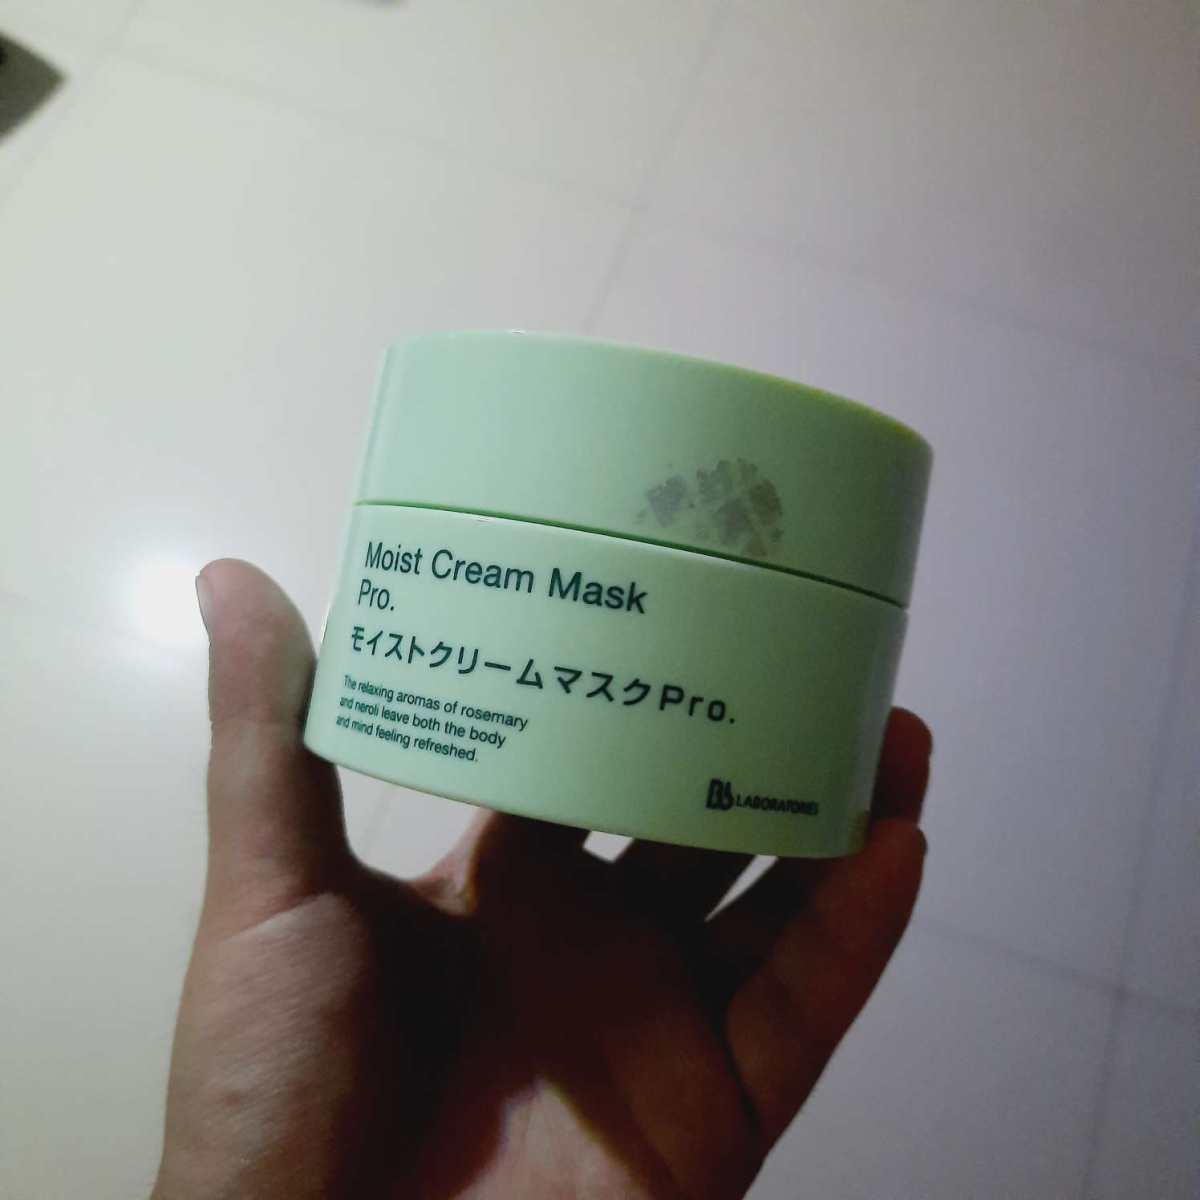 Moist Cream Mask
Pro.
モイストクリームマスクPro.
The relaxing aromas of rosemary
and neroli leave both the body
and mind feeling refreshed.
Bb LABORATORIES